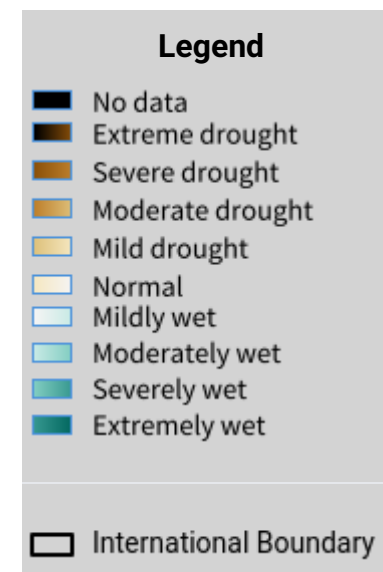 Legend
No data
Extreme drought
Severe drought
Moderate drought
Mild drought
Normal
Mildly wet
Moderately wet
Severely wet
Extremely wet
International Boundary